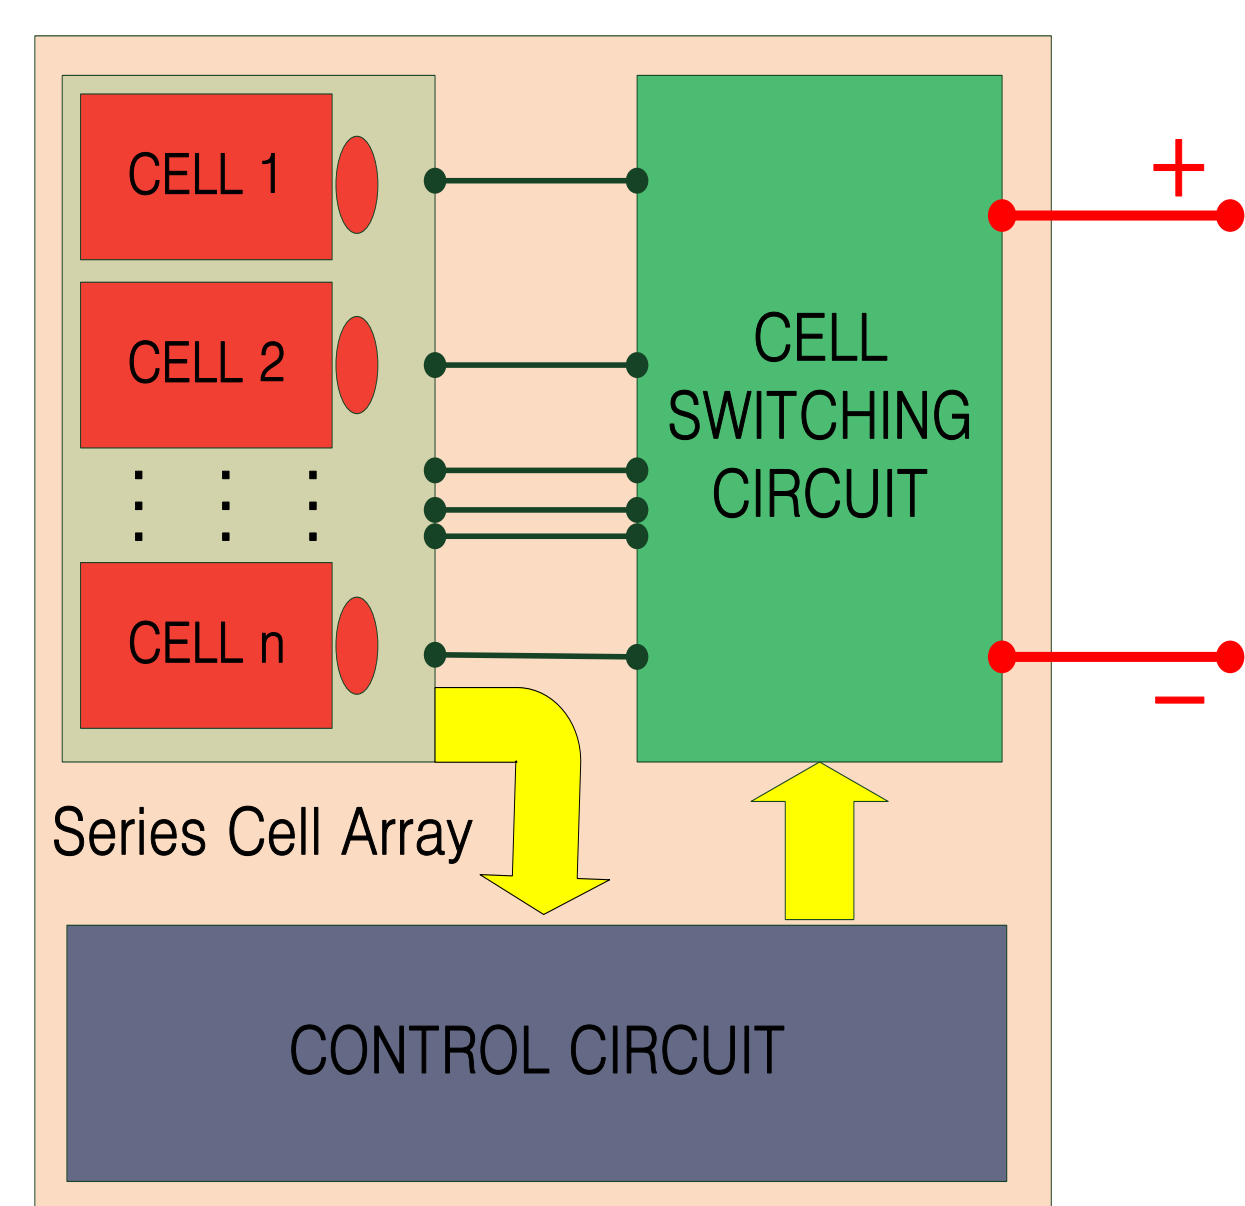 CELL 1
CELL 2
CELL n
CELL
SWITCHING
CIRCUIT
+
−
Series Cell Array
CONTROL CIRCUIT